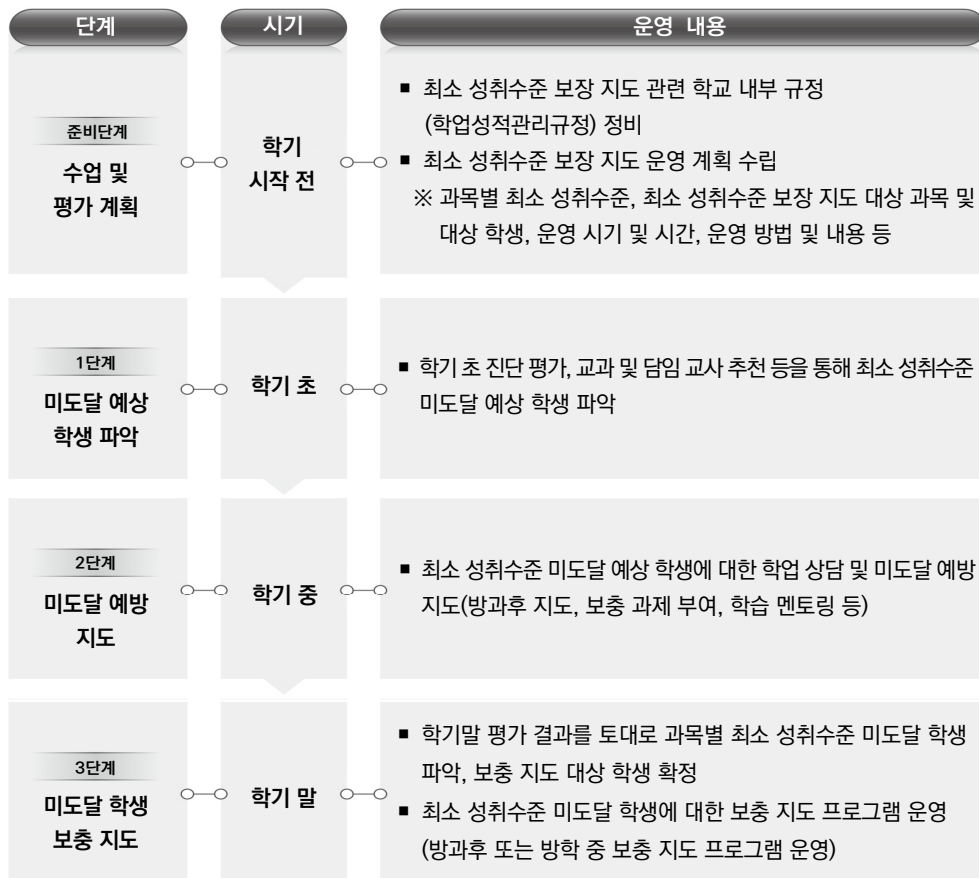 단계
시기
운영 내용
준비단계
수업 및
평가 계획
학기
시작 전
■ 최소 성취수준 보장 지도 관련 학교 내부 규정
(학업성적관리규정) 정비
■ 최소 성취수준 보장 지도 운영 계획 수립
※ 과목별 최소 성취수준, 최소 성취수준 보장 지도 대상 과목 및
대상 학생, 운영 시기 및 시간, 운영 방법 및 내용 등
1단계
미도달 예상
학생 파악
학기 초
■ 학기 초 진단 평가, 교과 및 담임 교사 추천 등을 통해 최소 성취수준
미도달 예상 학생 파악
2단계
미도달 예방
지도
학기 중
■ 최소 성취수준 미도달 예상 학생에 대한 학업 상담 및 미도달 예방
지도(방과후 지도, 보충 과제 부여, 학습 멘토링 등)
3단계
미도달 학생
보충 지도
학기 말
■ 학기말 평가 결과를 토대로 과목별 최소 성취수준 미도달 학생
파악, 보충 지도 대상 학생 확정
■ 최소 성취수준 미도달 학생에 대한 보충 지도 프로그램 운영
(방과후 또는 방학 중 보충 지도 프로그램 운영)